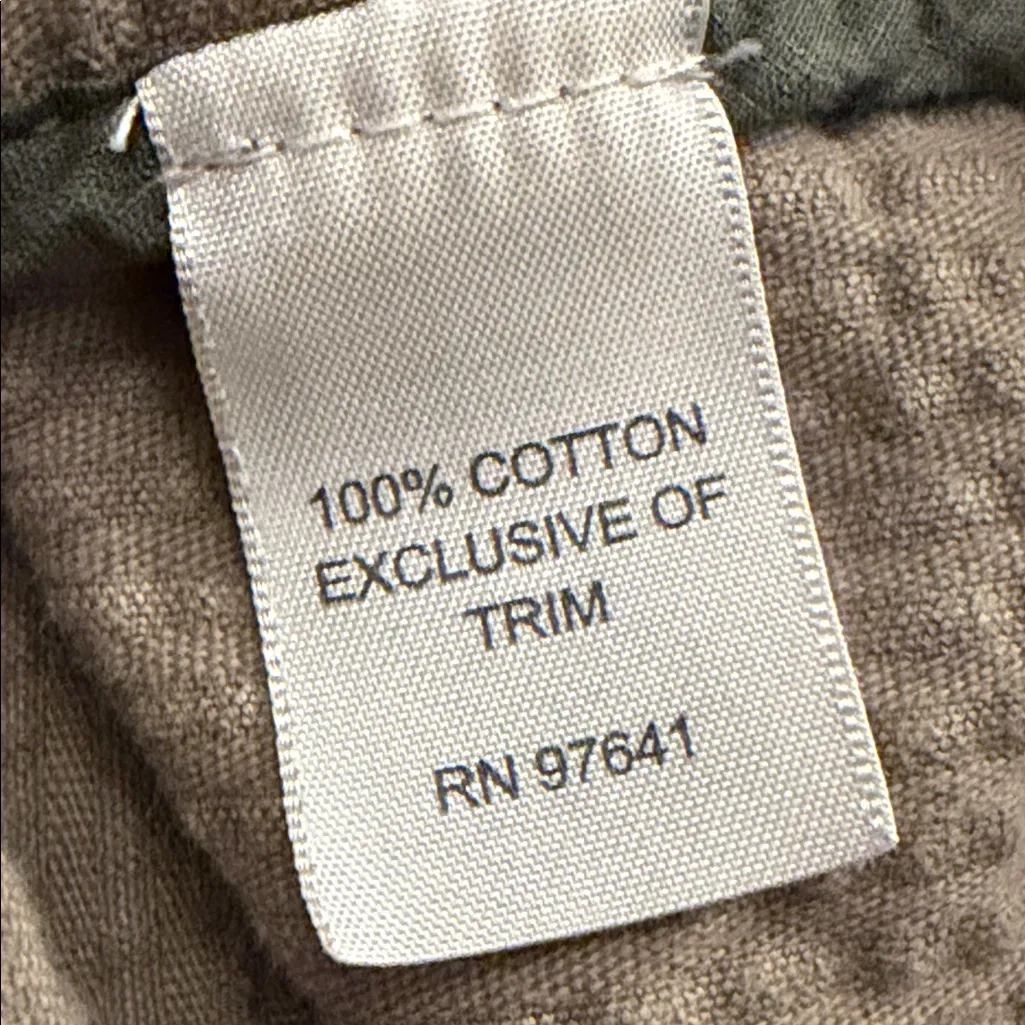 100% COTTON
EXCLUSIVE OF
TRIM
RN 97641